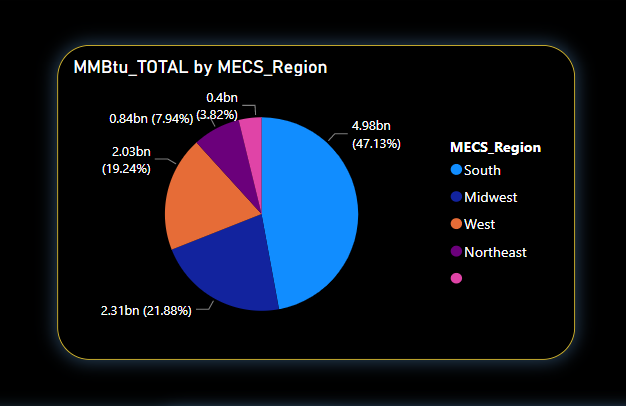 MMBtu_TOTAL by MECS_Region
0.4bn
(3.82%)
0.84bn (7.94%)
4.98bn
(47.13%)
2.03bn
(19.24%)
2.31bn (21.88%)
MECS_Region
South
Midwest
West
Northeast